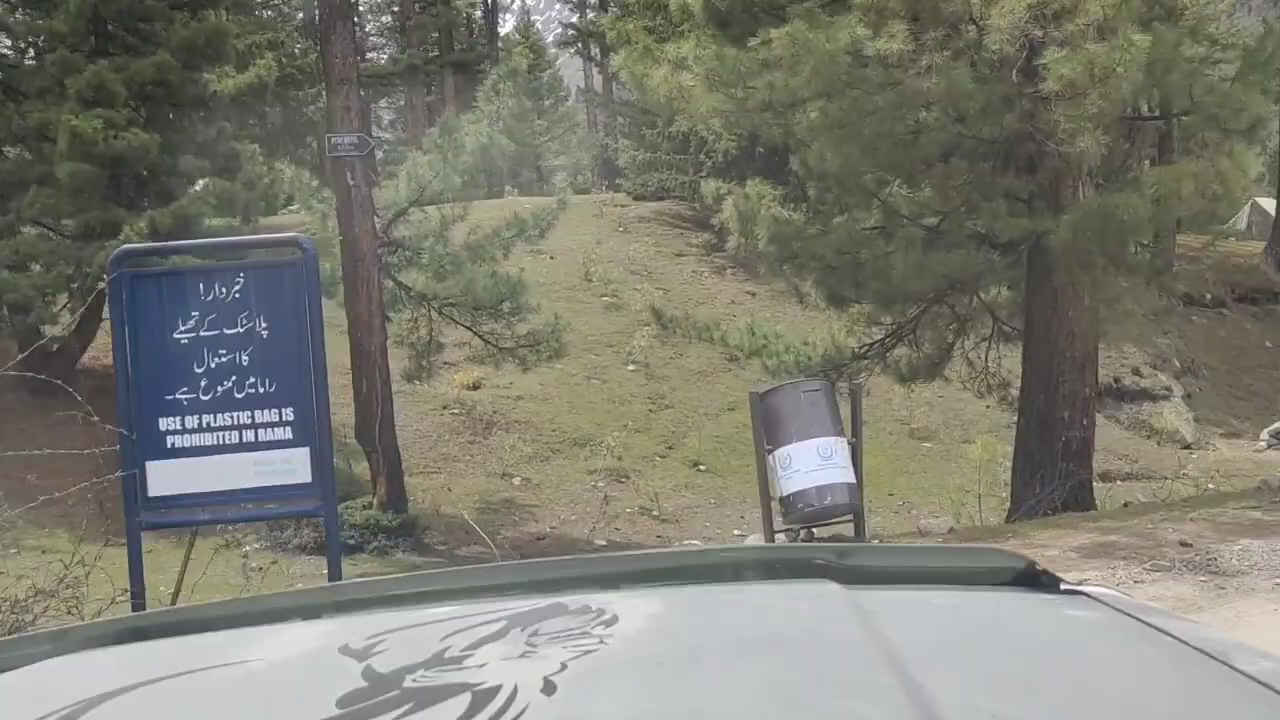 خبردار!
پلاسٹک کے تھیلے
کا استعمال
راما میں ممنوع ہے۔
USE OF PLASTIC BAG IS
PROHIBITED IN RAMA